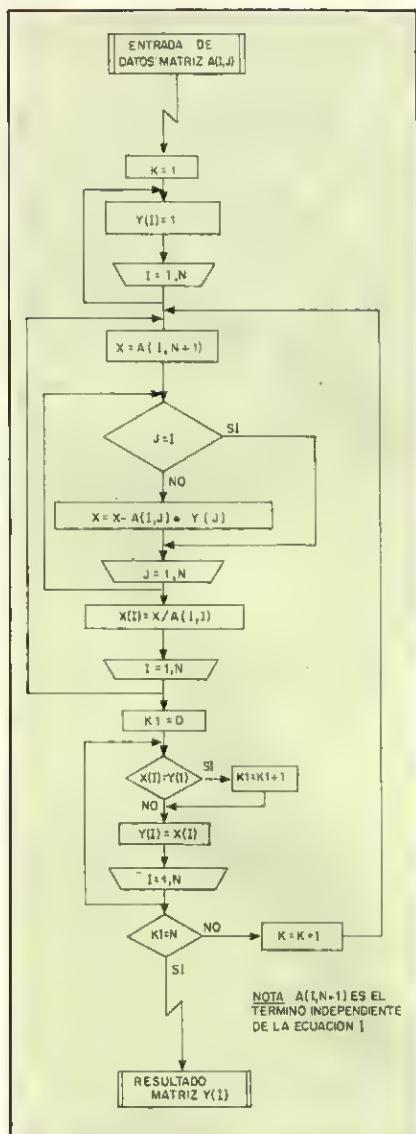 ENTRADA DE
DATOS MATRIZ A(I,J)
K=1
Y(I)=1
I=1,N
X=A(I,N+1)
J=I
SI
NO
X=X-A(I,J)* Y(J)
J=1,N
X(I)=X/A(I,I)
I=1,N
K1=0
X(I)=Y(I)
SI
K1=K1+1
NO
Y(I)=X(I)
I=1,N
K1=N
NO
K=K+1
SI
NOTA A(I,N+1) ES EL
TERMINO INDEPENDIENTE
DE LA ECUACIÓN I
RESULTADO
MATRIZ Y(I)